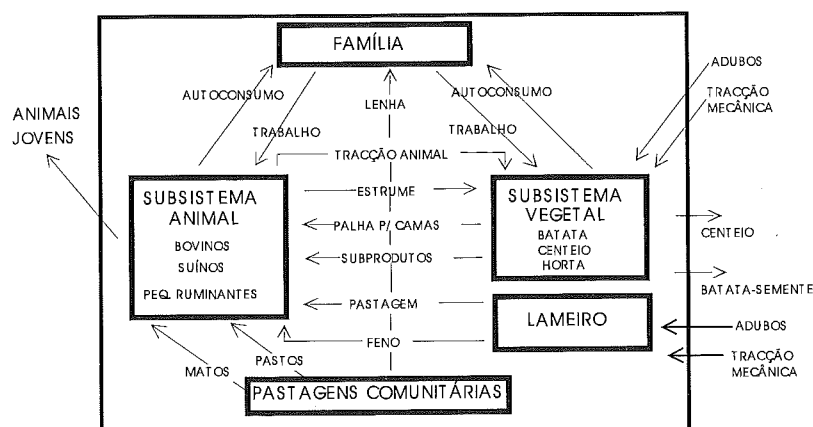 FAMÍLIA
ADUBOS
AUTOCONSUMO
AUTOCONSUMO
TRACÇÃO
MECÂNICA
LENHA
ANIMAIS
JOVENS
TRABALHO
TRABALHO
TRACÇÃO ANIMAL
SUBSISTEMA
ANIMAL
BOVINOS
SUÍNOS
PEQ. RUMINANTES
ESTRUME
PALHA P/ CAMAS
SUBPRODUTOS
PASTAGEM
FENO
SUBSISTEMA
VEGETAL
BATATA
CENTEIO
HORTA
CENTEIO
BATATA-SEMENTE
LAMEIRO
ADUBOS
TRACÇÃO
MECÂNICA
MATOS
PASTOS
PASTAGENS COMUNITÁRIAS